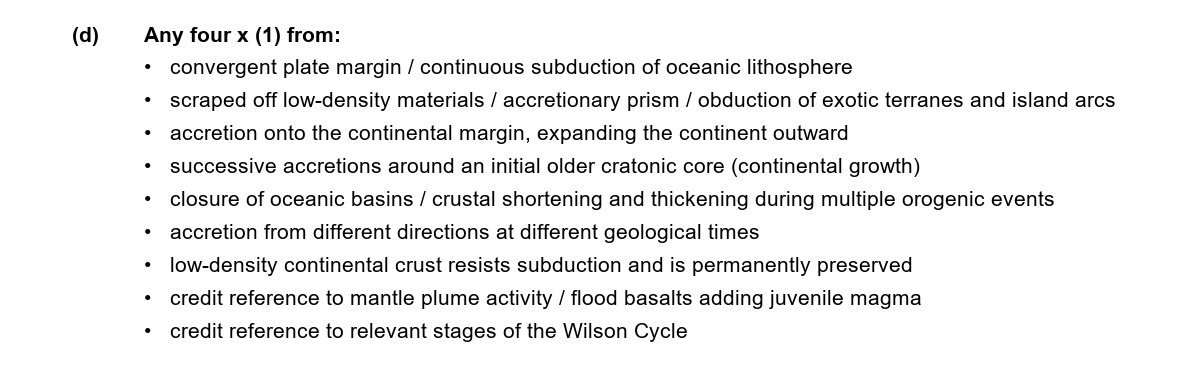 (d) Any four x (1) from:
• convergent plate margin / continuous subduction of oceanic lithosphere
• scraped off low-density materials / accretionary prism / obduction of exotic terranes and island arcs
• accretion onto the continental margin, expanding the continent outward
• successive accretions around an initial older cratonic core (continental growth)
• closure of oceanic basins / crustal shortening and thickening during multiple orogenic events
• accretion from different directions at different geological times
• low-density continental crust resists subduction and is permanently preserved
• credit reference to mantle plume activity / flood basalts adding juvenile magma
• credit reference to relevant stages of the Wilson Cycle